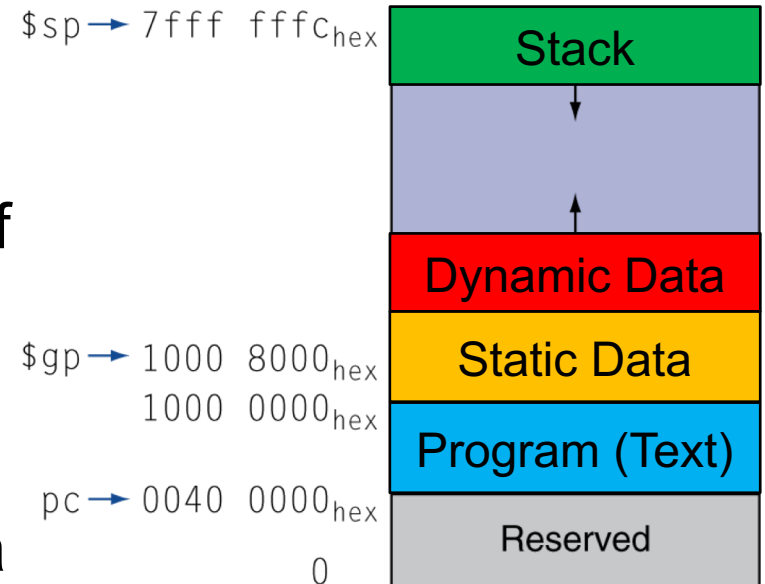 $sp → 7fff fffc hex
Stack
f
Dynamic Data
$gp → 1000 8000 hex
Static Data
1000 0000 hex
Program (Text)
pc → 0040 0000 hex
Reserved
0